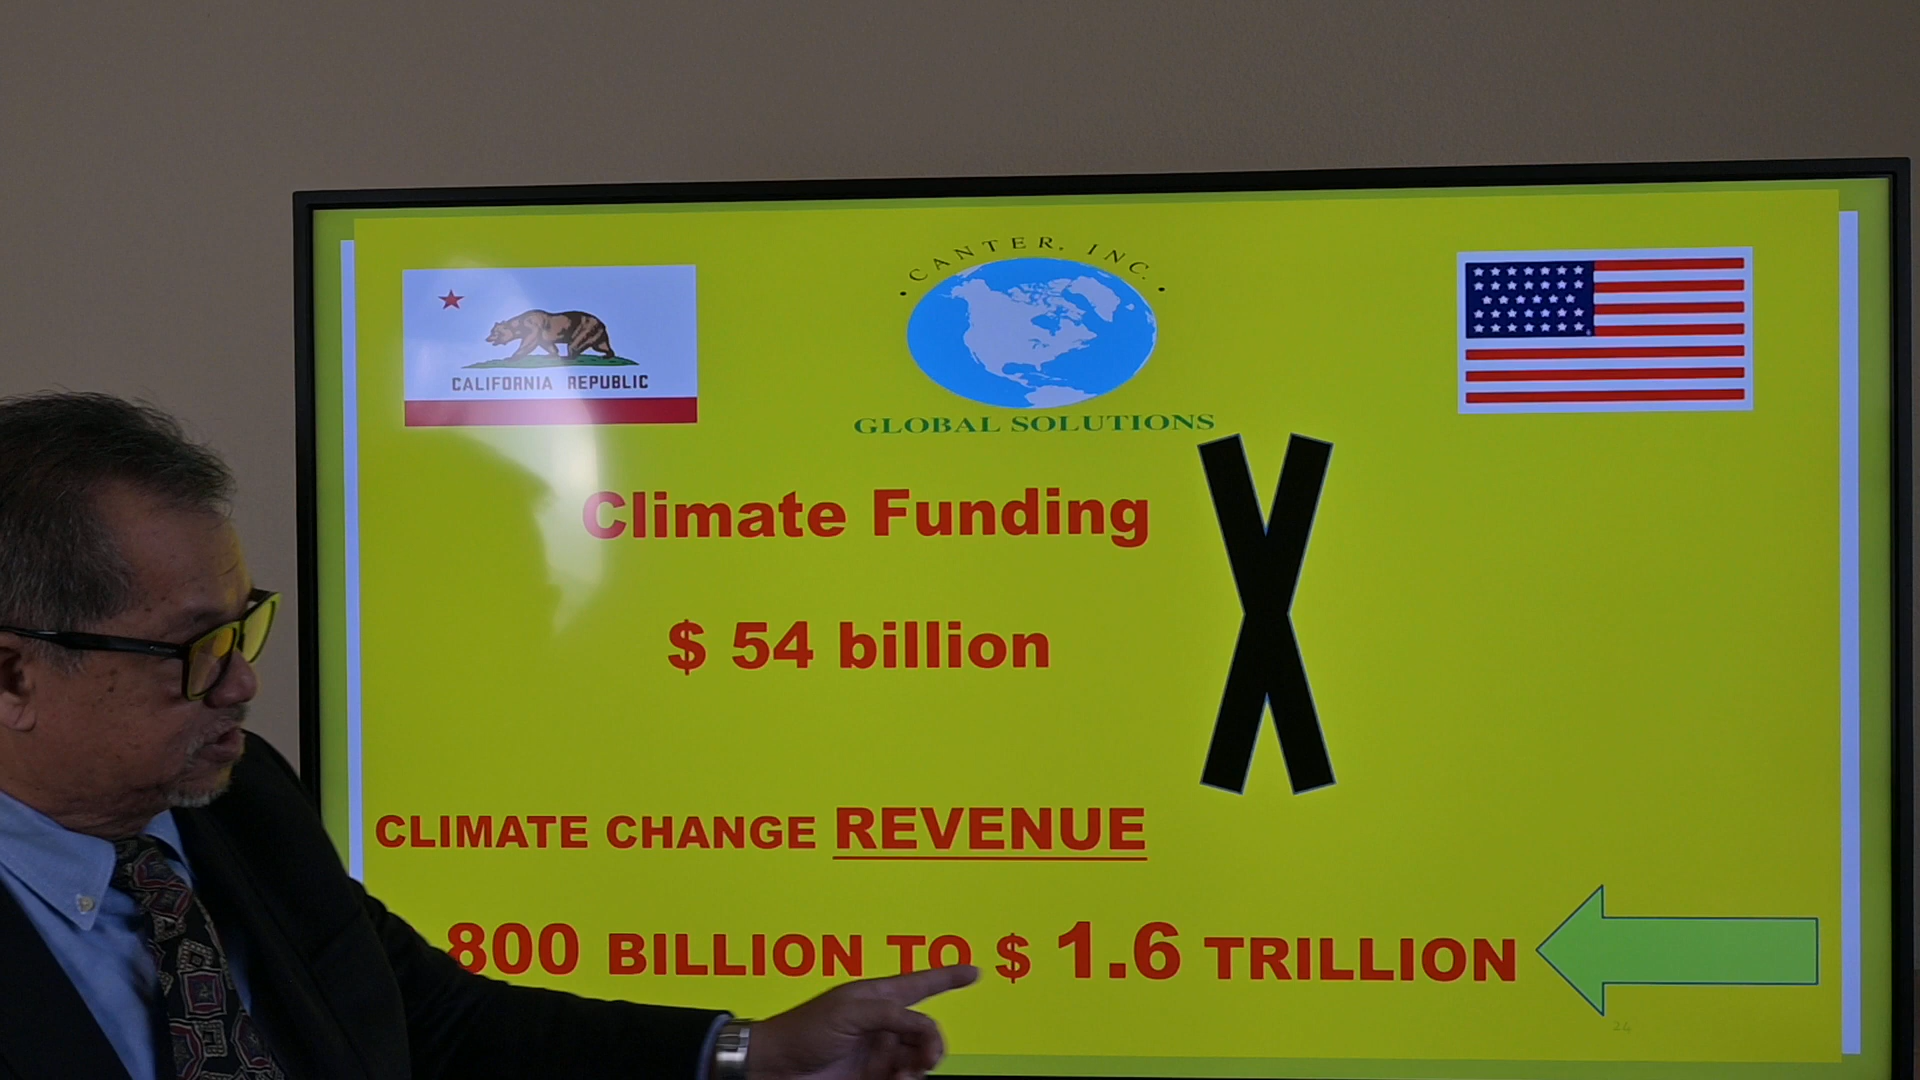 CANTER, INC.
CALIFORNIA REPUBLIC
GLOBAL SOLUTIONS
Climate Funding
$ 54 billion
CLIMATE CHANGE REVENUE
800 BILLION TO $ 1.6 TRILLION
24